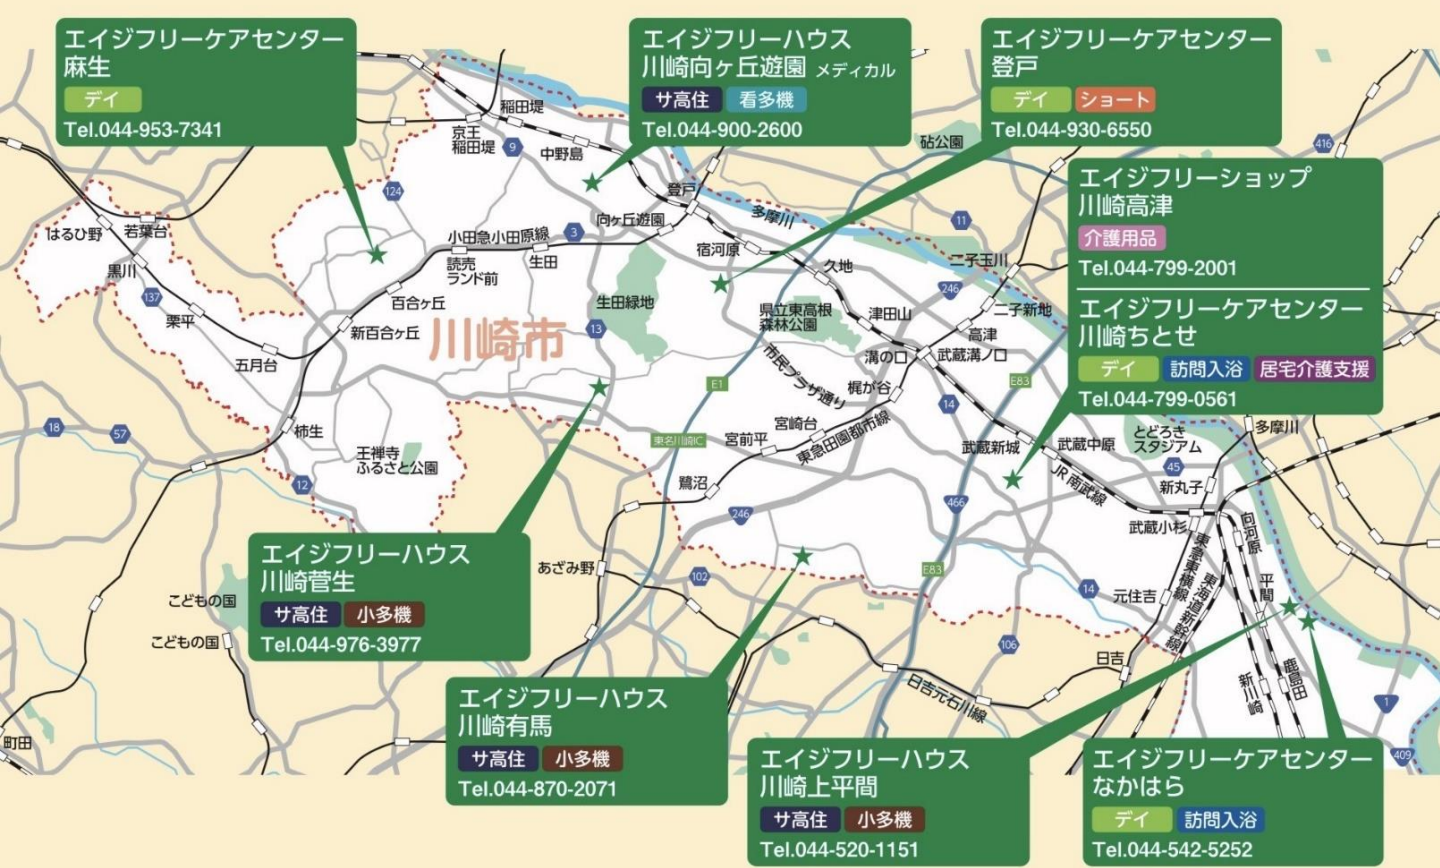 エイジフリーケアセンター
麻生
デイ
Tel.044-953-7341
エイジフリーハウス
川崎向ヶ丘遊園 メディカル
サ高住 看多機
Tel.044-900-2600
エイジフリーケアセンター
登戸
デイ ショート
Tel.044-930-6550
エイジフリーショップ
川崎高津
介護用品
Tel.044-799-2001
エイジフリーケアセンター
川崎ちとせ
デイ 訪問入浴 居宅介護支援
Tel.044-799-0561
稲田堤
京王
稲田堤
9
中野島
砧公園
416
124
登戸
多摩川
11
向ヶ丘遊園
はるひ野
若葉台
小田急小田原線
3
宿河原
黒川
読売
ランド前
生田
久地
二子玉川
246
137
百合ヶ丘
生田緑地
県立東高根
森林公園
津田山
二子新地
栗平
新百合ヶ丘
川崎市
13
高津
五月台
市民プラザ通り
溝の口
武蔵溝ノ口
E1
E83
梶が谷
14
18
57
柿生
王禅寺
ふるさと公園
東名川崎IC
宮前平
宮崎台
東急田園都市線
武蔵新城
武蔵中原
とどろき
スタジアム
多摩川
45
12
鷺沼
246
466
JR南武線
新丸子
武蔵小杉
向河原
あざみ野
102
E83
14
元住吉
東急東横線
東海道新幹線
平間
こどもの国
こどもの国
106
日吉
日吉元石川線
新川崎
鹿島田
1
409
町田
エイジフリーハウス
川崎菅生
サ高住 小多機
Tel.044-976-3977
エイジフリーハウス
川崎有馬
サ高住 小多機
Tel.044-870-2071
エイジフリーハウス
川崎上平間
サ高住 小多機
Tel.044-520-1151
エイジフリーケアセンター
なかはら
デイ 訪問入浴
Tel.044-542-5252